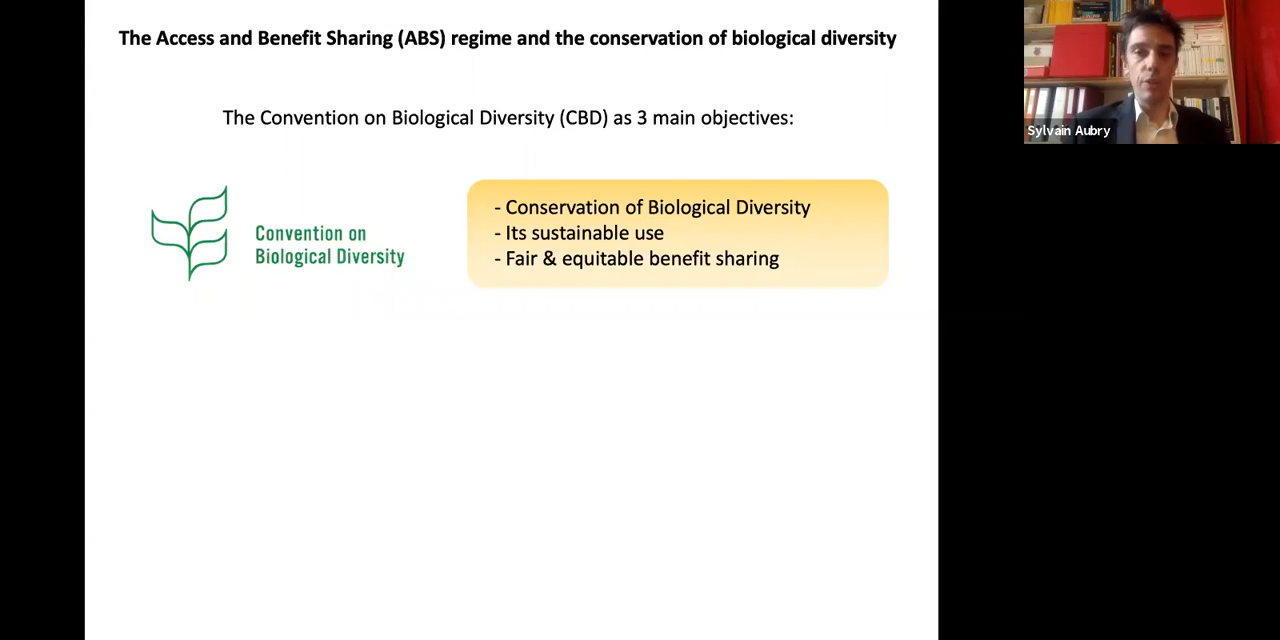 The Access and Benefit Sharing (ABS) regime and the conservation of biological diversity
The Convention on Biological Diversity (CBD) as 3 main objectives:
Convention on
Biological Diversity
- Conservation of Biological Diversity
- Its sustainable use
- Fair & equitable benefit sharing
Sylvain Aubry